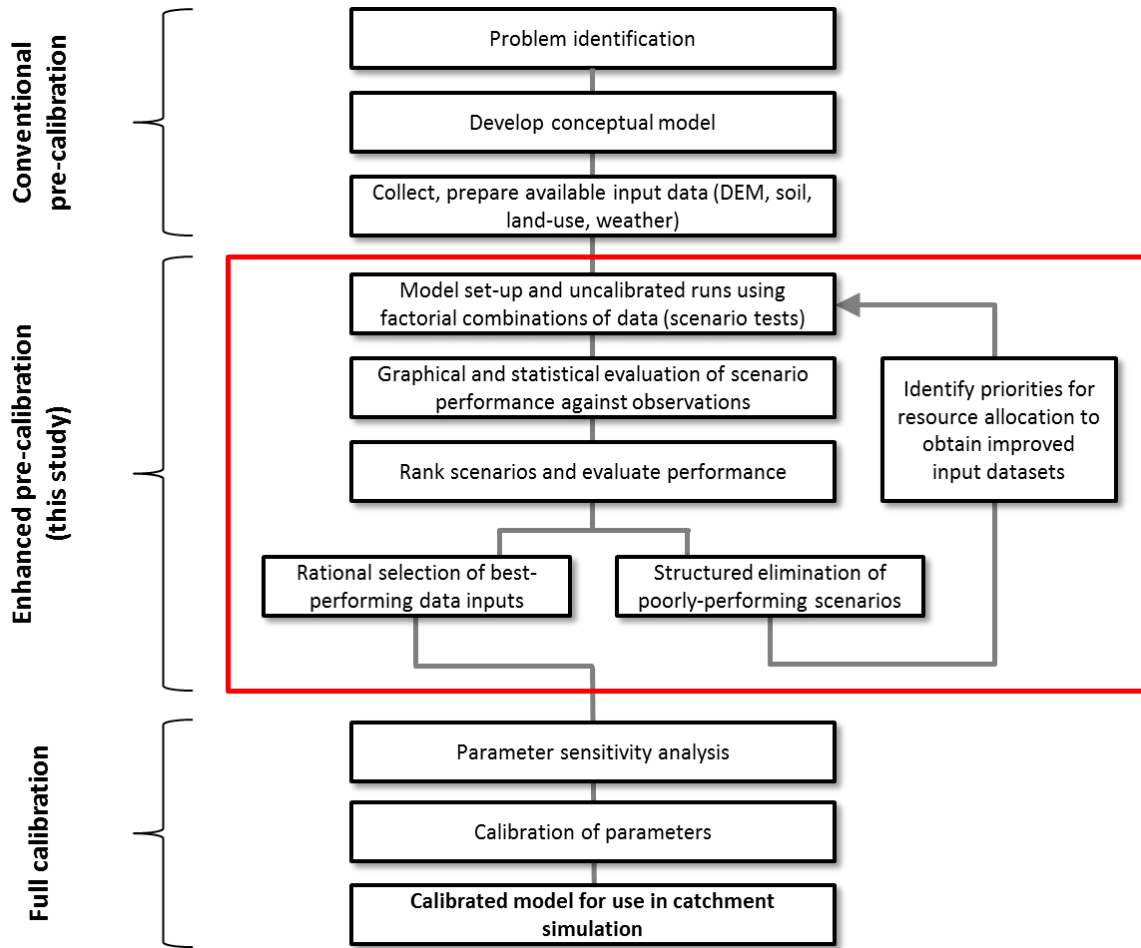 Conventional
pre-calibration
Problem identification
Develop conceptual model
Collect, prepare available input data (DEM, soil,
land-use, weather)
Enhanced pre-calibration
(this study)
Model set-up and uncalibrated runs using
factorial combinations of data (scenario tests)
Graphical and statistical evaluation of scenario
performance against observations
Rank scenarios and evaluate performance
Identify priorities for
resource allocation to
obtain improved
input datasets
Rational selection of best-
performing data inputs
Structured elimination of
poorly-performing scenarios
Full calibration
Parameter sensitivity analysis
Calibration of parameters
Calibrated model for use in catchment
simulation